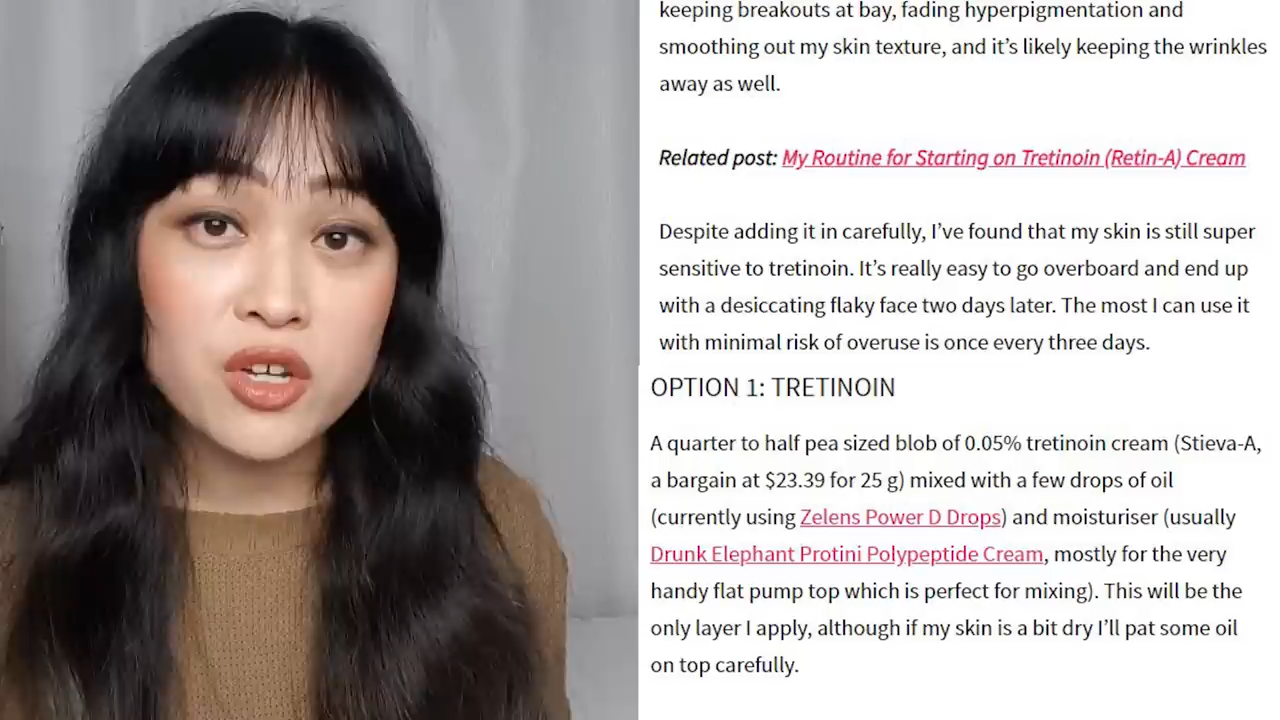 keeping breakouts at bay, fading hyperpigmentation and
smoothing out my skin texture, and it’s likely keeping the wrinkles
away as well.
Related post: My Routine for Starting on Tretinoin (Retin-A) Cream
Despite adding it in carefully, I’ve found that my skin is still super
sensitive to tretinoin. It’s really easy to go overboard and end up
with a desiccating flaky face two days later. The most I can use it
with minimal risk of overuse is once every three days.
OPTION 1: TRETINOIN
A quarter to half pea sized blob of 0.05% tretinoin cream (Stieva-A,
a bargain at $23.39 for 25 g) mixed with a few drops of oil
(currently using Zelens Power D Drops) and moisturiser (usually
Drunk Elephant Protini Polypeptide Cream, mostly for the very
handy flat pump top which is perfect for mixing). This will be the
only layer I apply, although if my skin is a bit dry I’ll pat some oil
on top carefully.